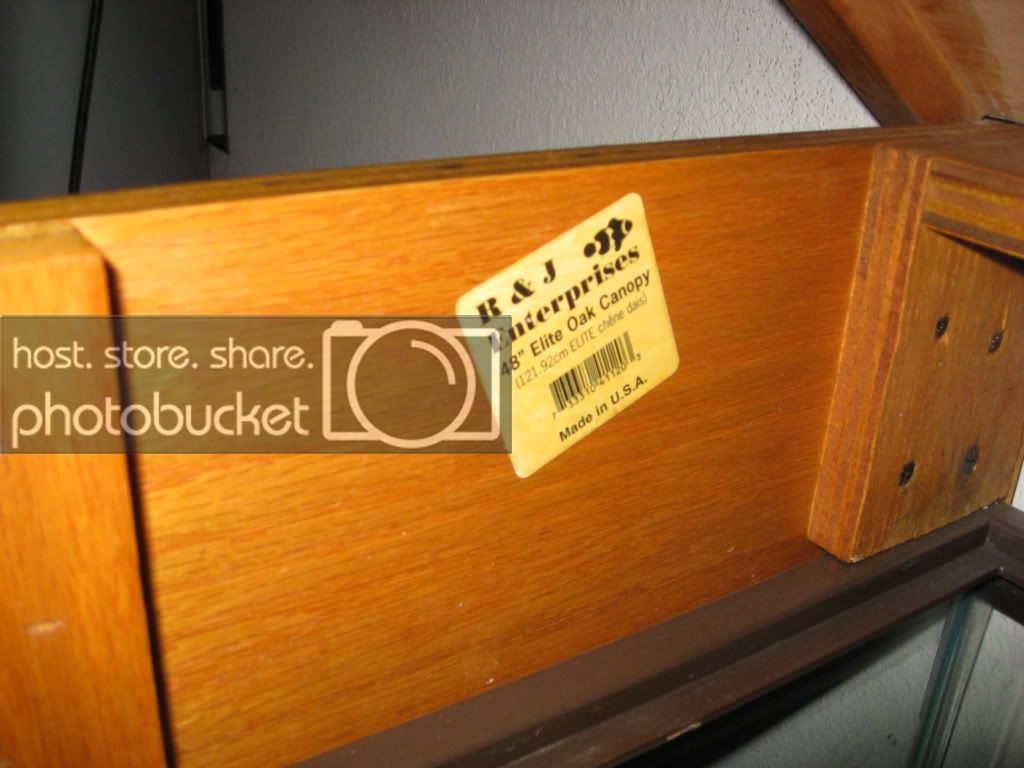 R & J
Enterprises
48" Elite Oak Canopy
(121.92cm ELITE chêne dais)
Made in U.S.A.
host. store. share.
photobucket